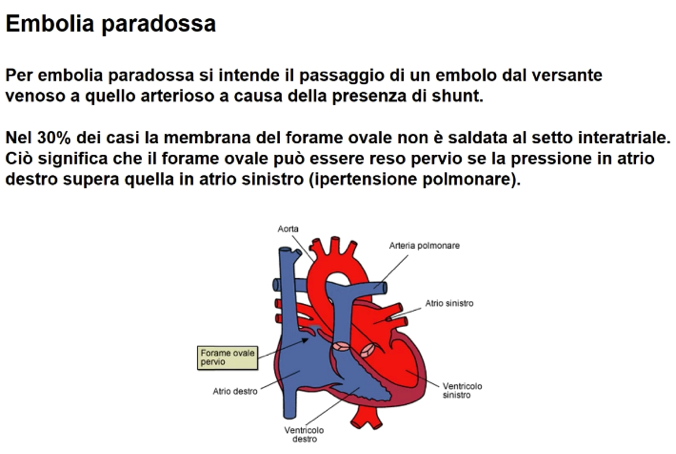 Embolia paradossa
Per embolia paradossa si intende il passaggio di un embolo dal versante
venoso a quello arterioso a causa della presenza di shunt.
Nel 30% dei casi la membrana del forame ovale non è saldata al setto interatriale.
Ciò significa che il forame ovale può essere reso pervio se la pressione in atrio
destro supera quella in atrio sinistro (ipertensione polmonare).
Aorta
Arteria polmonare
Atrio sinistro
Forame ovale
pervio
Atrio destro
Ventricolo
sinistro
Ventricolo
destro